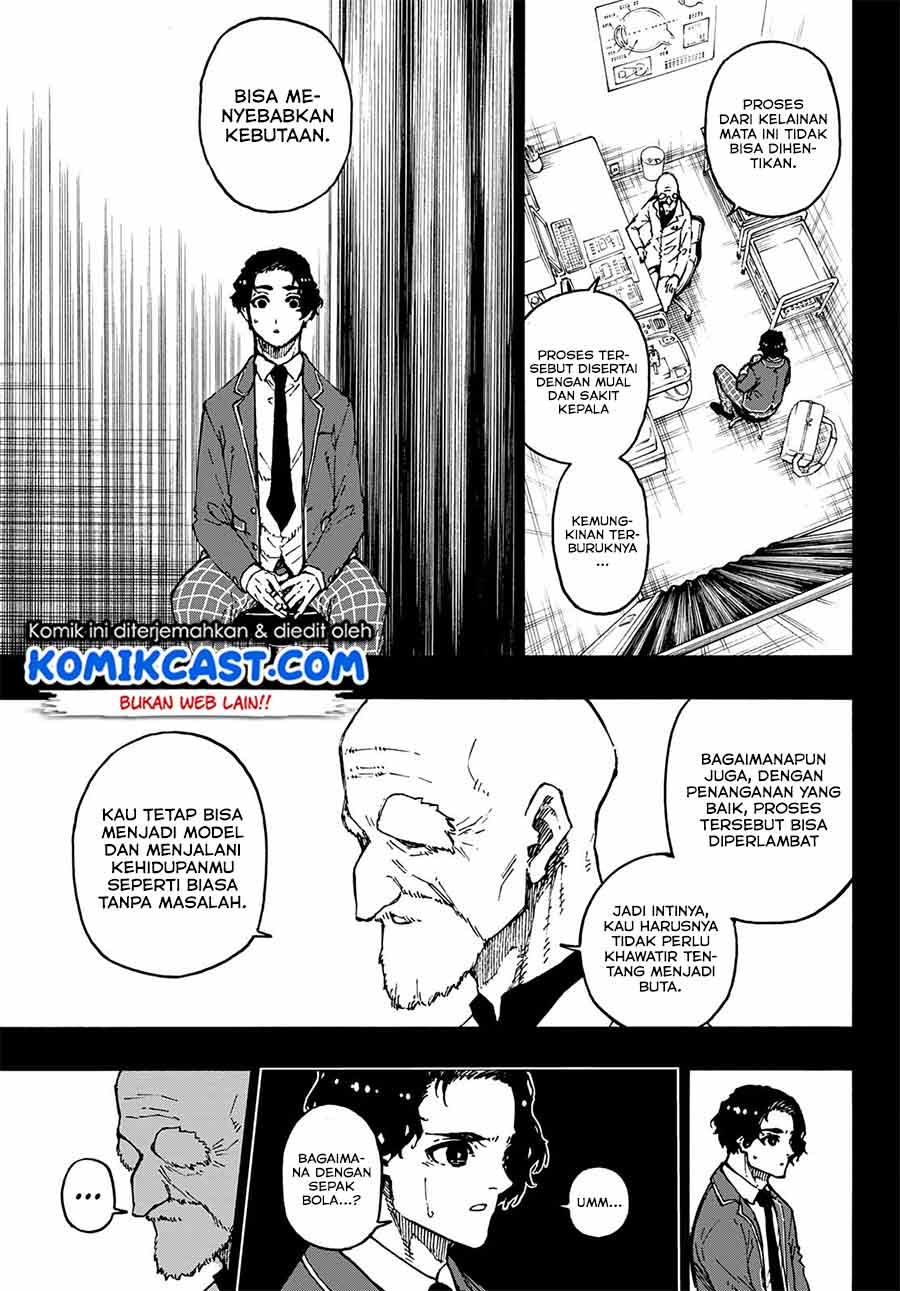 PROSES
DARI KELAINAN
MATA INI TIDAK
BISA DIHEN-
TIKAN.
PROSES TER-
SEBUT DISERTAI
DENGAN MUAL
DAN SAKIT
KEPALA
KEMUNG-
KINAN TER-
BURUKNYA
...
BISA ME-
NYEBABKAN
KEBUTAAN.
Komik ini diterjemahkan & diedit oleh
KOMIKCAST.COM
BUKAN WEB LAIN!!
BAGAIMANAPUN
JUGA, DENGAN
PENANGANAN YANG
BAIK, PROSES
TERSEBUT BISA
DIPERLAMBAT
JADI INTINYA,
KAU HARUSNYA
TIDAK PERLU
KHAWATIR TEN-
TANG MENJADI
BUTA.
KAU TETAP BISA
MENJADI MODEL
DAN MENJALANI
KEHIDUPANMU
SEPERTI BIASA
TANPA MASALAH.
UMM...
BAGAIMA-
NA DENGAN
SEPAK
BOLA...?
...